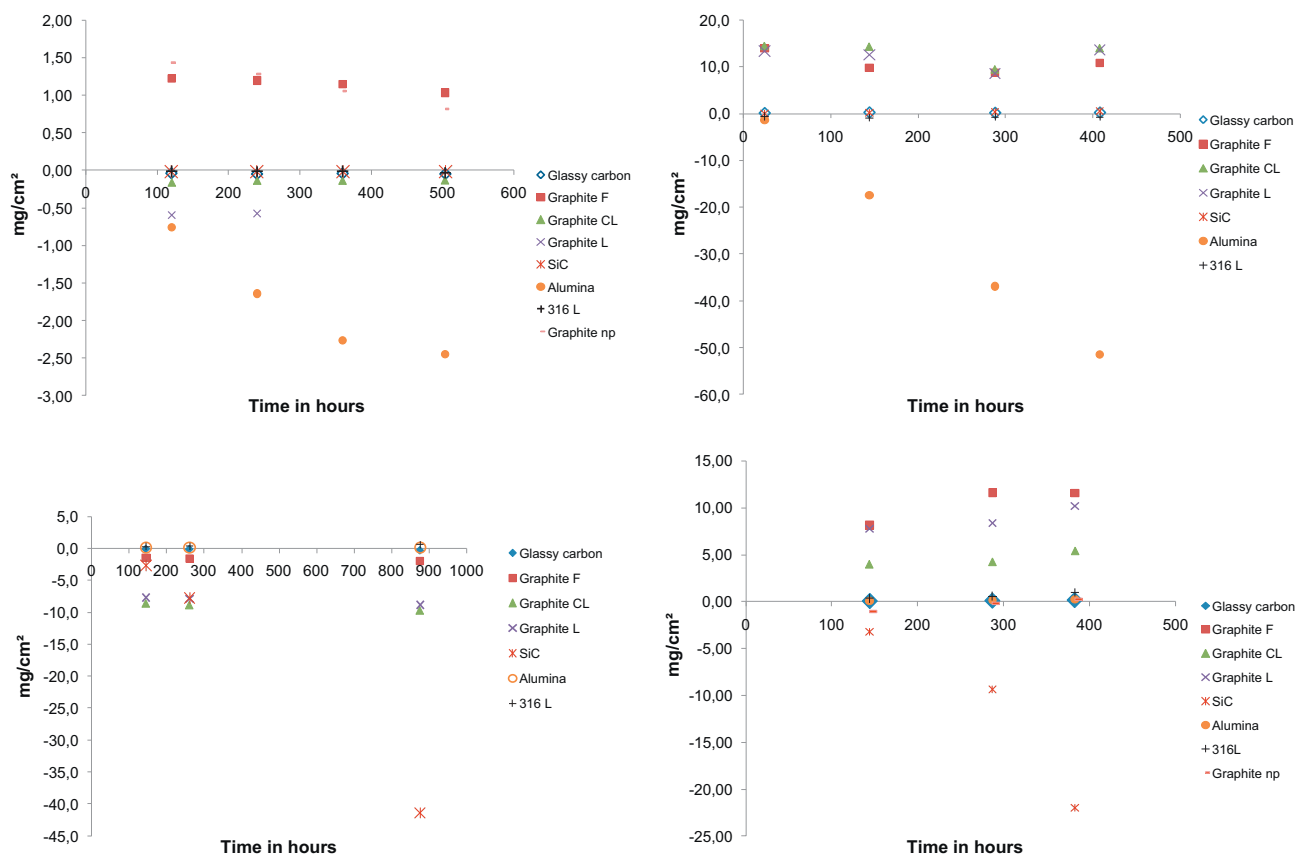 2,00
1,50
1,00
0,50
0,00
-0,50
-1,00
-1,50
-2,00
-2,50
-3,00
0 100 200 300 400 500 600
mg/cm²
Time in hours
Glassy carbon
Graphite F
Graphite CL
Graphite L
SiC
Alumina
316 L
Graphite np
20,0
10,0
0,0
-10,0
-20,0
-30,0
-40,0
-50,0
-60,0
0 100 200 300 400 500
mg/cm²
Time in hours
Glassy carbon
Graphite F
Graphite CL
Graphite L
SiC
Alumina
316 L
5,0
0,0
-5,0
-10,0
-15,0
-20,0
-25,0
-30,0
-35,0
-40,0
-45,0
0 100 200 300 400 500 600 700 800 900 1000
mg/cm²
Time in hours
Glassy carbon
Graphite F
Graphite CL
Graphite L
SiC
Alumina
316 L
15,00
10,00
5,00
0,00
-5,00
-10,00
-15,00
-20,00
-25,00
0 100 200 300 400 500
mg/cm²
Time in hours
Glassy carbon
Graphite F
Graphite CL
Graphite L
SiC
Alumina
316L
Graphite np